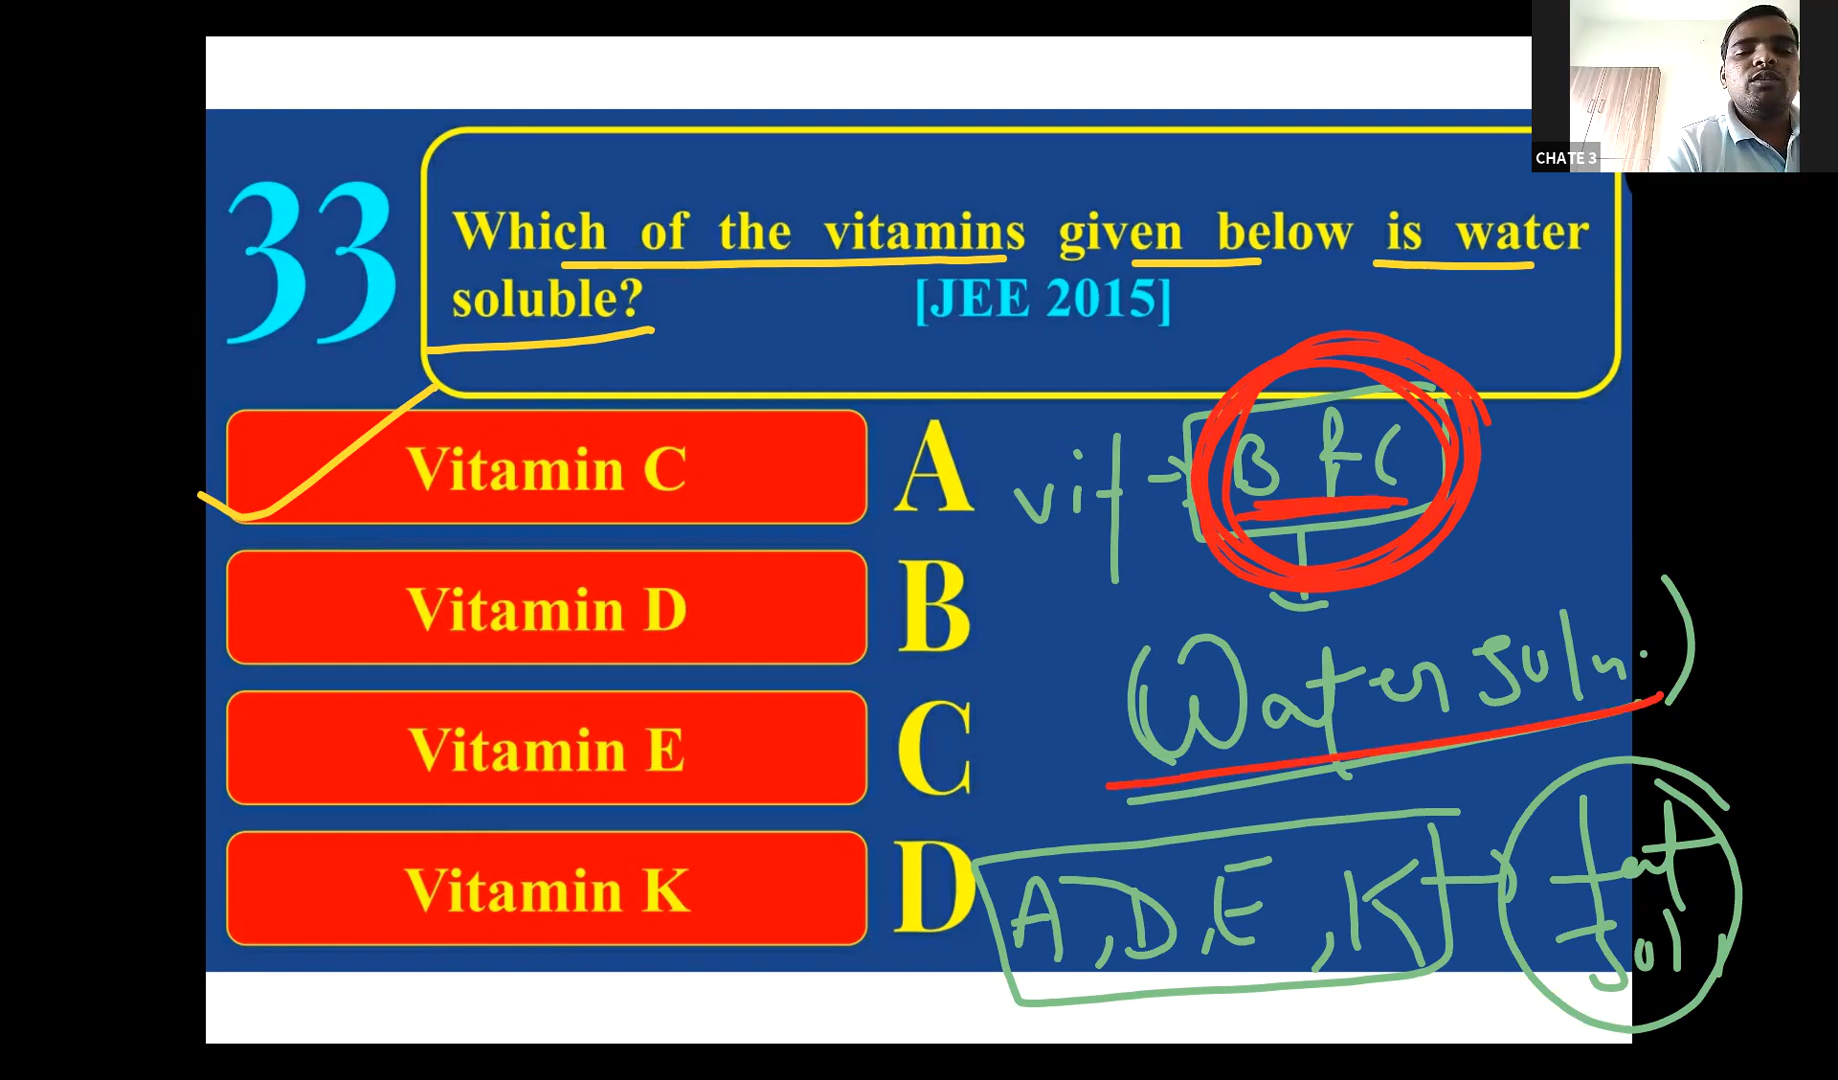 CHATE 3
33
Which of the vitamins given below is water
soluble? [JEE 2015]
Vitamin C A
Vitamin D B
Vitamin E C
Vitamin K D
vit → B & C
(Water soln.)
A, D, E, K → fat
sol